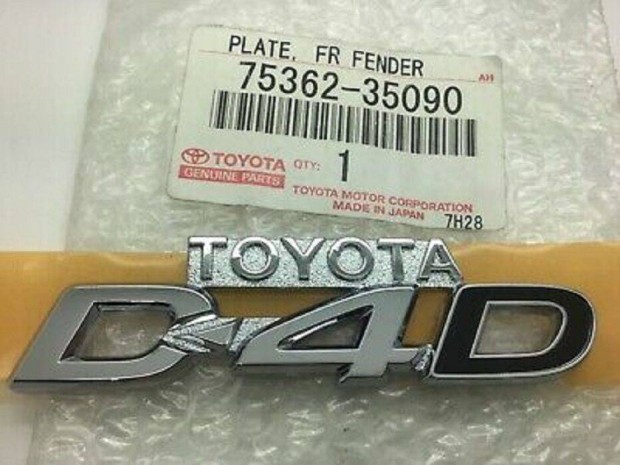 PLATE, FR FENDER
AH
75362-35090
TOYOTA
GENUINE PARTS
QTY: 1
TOYOTA MOTOR CORPORATION
MADE IN JAPAN
7H28
TOYOTA
D-4D